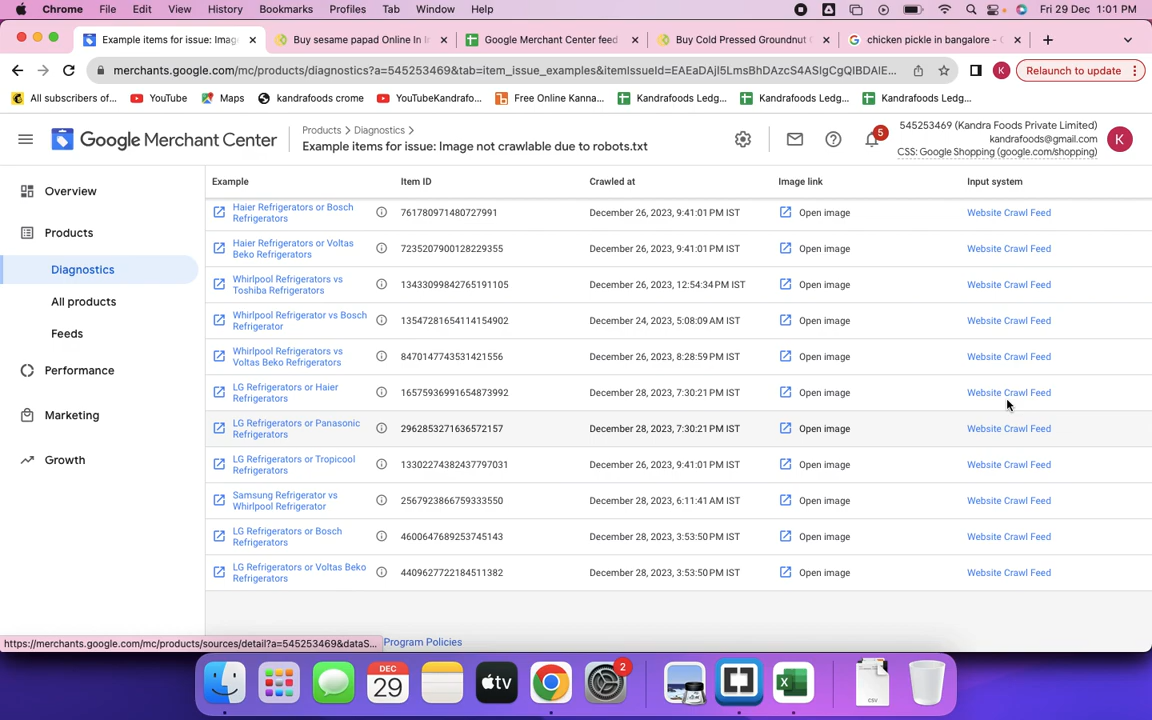 Chrome File Edit View History Bookmarks Profiles Tab Window Help Fri 29 Dec 1:01 PM
Example items for issue: Imag Buy sesame papad Online In I Google Merchant Center feed Buy Cold Pressed Groundnut chicken pickle in bangalore -
merchants.google.com/mc/products/diagnostics?a=545253469&tab=item_issue_examples&itemIssueId=EAEaDAjI5LmsBhDAzcS4ASIgCgQIBDAIE... K Relaunch to update
All subscribers of... YouTube Maps kandrafoods crome YouTubeKandrafo... Free Online Kanna... Kandrafoods Ledg... Kandrafoods Ledg... Kandrafoods Ledg...
Google Merchant Center
Products > Diagnostics >
Example items for issue: Image not crawlable due to robots.txt
5
545253469 (Kandra Foods Private Limited)
kandrafoods@gmail.com
CSS: Google Shopping (google.com/shopping)
K
Overview
Products
Diagnostics
All products
Feeds
Performance
Marketing
Growth
Example Item ID Crawled at Image link Input system
Haier Refrigerators or Bosch
Refrigerators
761780971480727991 December 26, 2023, 9:41:01 PM IST Open image Website Crawl Feed
Haier Refrigerators or Voltas
Beko Refrigerators
7235207900128229355 December 26, 2023, 9:41:01 PM IST Open image Website Crawl Feed
Whirlpool Refrigerators vs
Toshiba Refrigerators
13433099842765191105 December 26, 2023, 12:54:34 PM IST Open image Website Crawl Feed
Whirlpool Refrigerator vs Bosch
Refrigerator
13547281654114154902 December 24, 2023, 5:08:09 AM IST Open image Website Crawl Feed
Whirlpool Refrigerators vs
Voltas Beko Refrigerators
8470147743531421556 December 26, 2023, 8:28:59 PM IST Open image Website Crawl Feed
LG Refrigerators or Haier
Refrigerators
16575936991654873992 December 28, 2023, 7:30:21 PM IST Open image Website Crawl Feed
LG Refrigerators or Panasonic
Refrigerators
2962853271636572157 December 28, 2023, 7:30:21 PM IST Open image Website Crawl Feed
LG Refrigerators or Tropicool
Refrigerators
13302274382437797031 December 26, 2023, 9:41:01 PM IST Open image Website Crawl Feed
Samsung Refrigerator vs
Whirlpool Refrigerator
2567923866759333550 December 28, 2023, 6:11:41 AM IST Open image Website Crawl Feed
LG Refrigerators or Bosch
Refrigerators
4600647689253745143 December 28, 2023, 3:53:50 PM IST Open image Website Crawl Feed
LG Refrigerators or Voltas Beko
Refrigerators
4409627722184511382 December 28, 2023, 3:53:50 PM IST Open image Website Crawl Feed
https://merchants.google.com/mc/products/sources/detail?a=545253469&dataS... Program Policies
DEC
29
tv
2
CSV